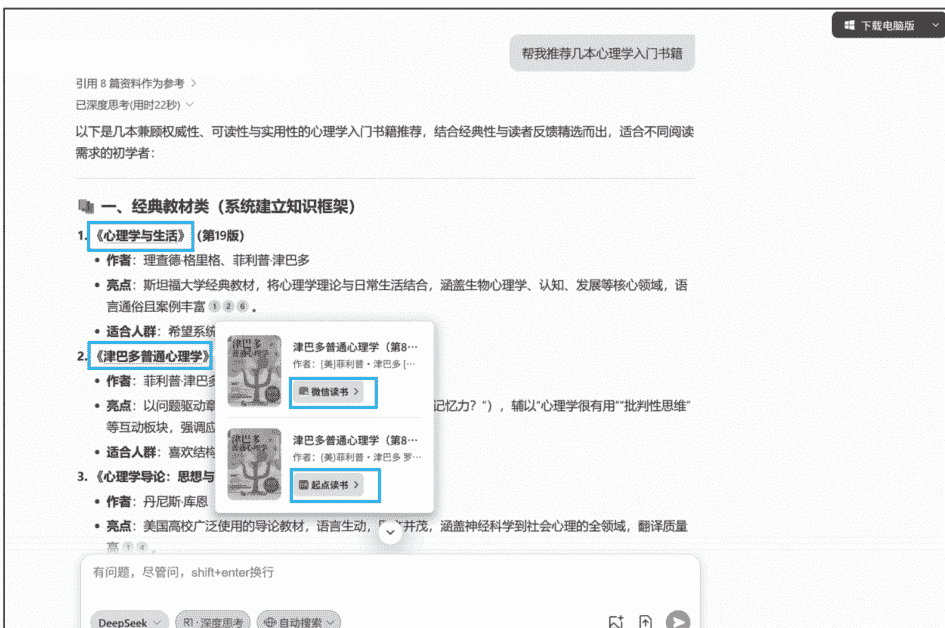 下载电脑版
帮我推荐几本心理学入门书籍
引用 8 篇资料作为参考
已深度思考(用时22秒)
以下是几本兼顾权威性、可读性与实用性的心理学入门书籍推荐，结合经典性与读者反馈精选而出，适合不同阅读
需求的初学者：
一、经典教材类（系统建立知识框架）
1. 《心理学与生活》（第19版）
• 作者：理查德·格里格、菲利普·津巴多
• 亮点：斯坦福大学经典教材，将心理学理论与日常生活结合，涵盖生物心理学、认知、发展等核心领域，语
言通俗且案例丰富 1 2 6 。
• 适合人群：希望系统
2. 《津巴多普通心理学》
• 作者：菲利普·津巴多
• 亮点：以问题驱动章
记忆力？”），辅以“心理学很有用”“批判性思维”
等互动板块，强调应
• 适合人群：喜欢结构
3. 《心理学导论：思想与
• 作者：丹尼斯·库恩
• 亮点：美国高校广泛使用的导论教材，语言生动，
并茂，涵盖神经科学到社会心理的全领域，翻译质量
高 1 4 。
津巴多
普通心理学
津巴多普通心理学（第8…
作者：[美]菲利普·津巴多 […
微信读书
津巴多
普通心理学
津巴多普通心理学（第8…
作者：(美)菲利普·津巴多 罗…
起点读书
有问题，尽管问，shift+enter换行
DeepSeek
R1·深度思考
自动搜索